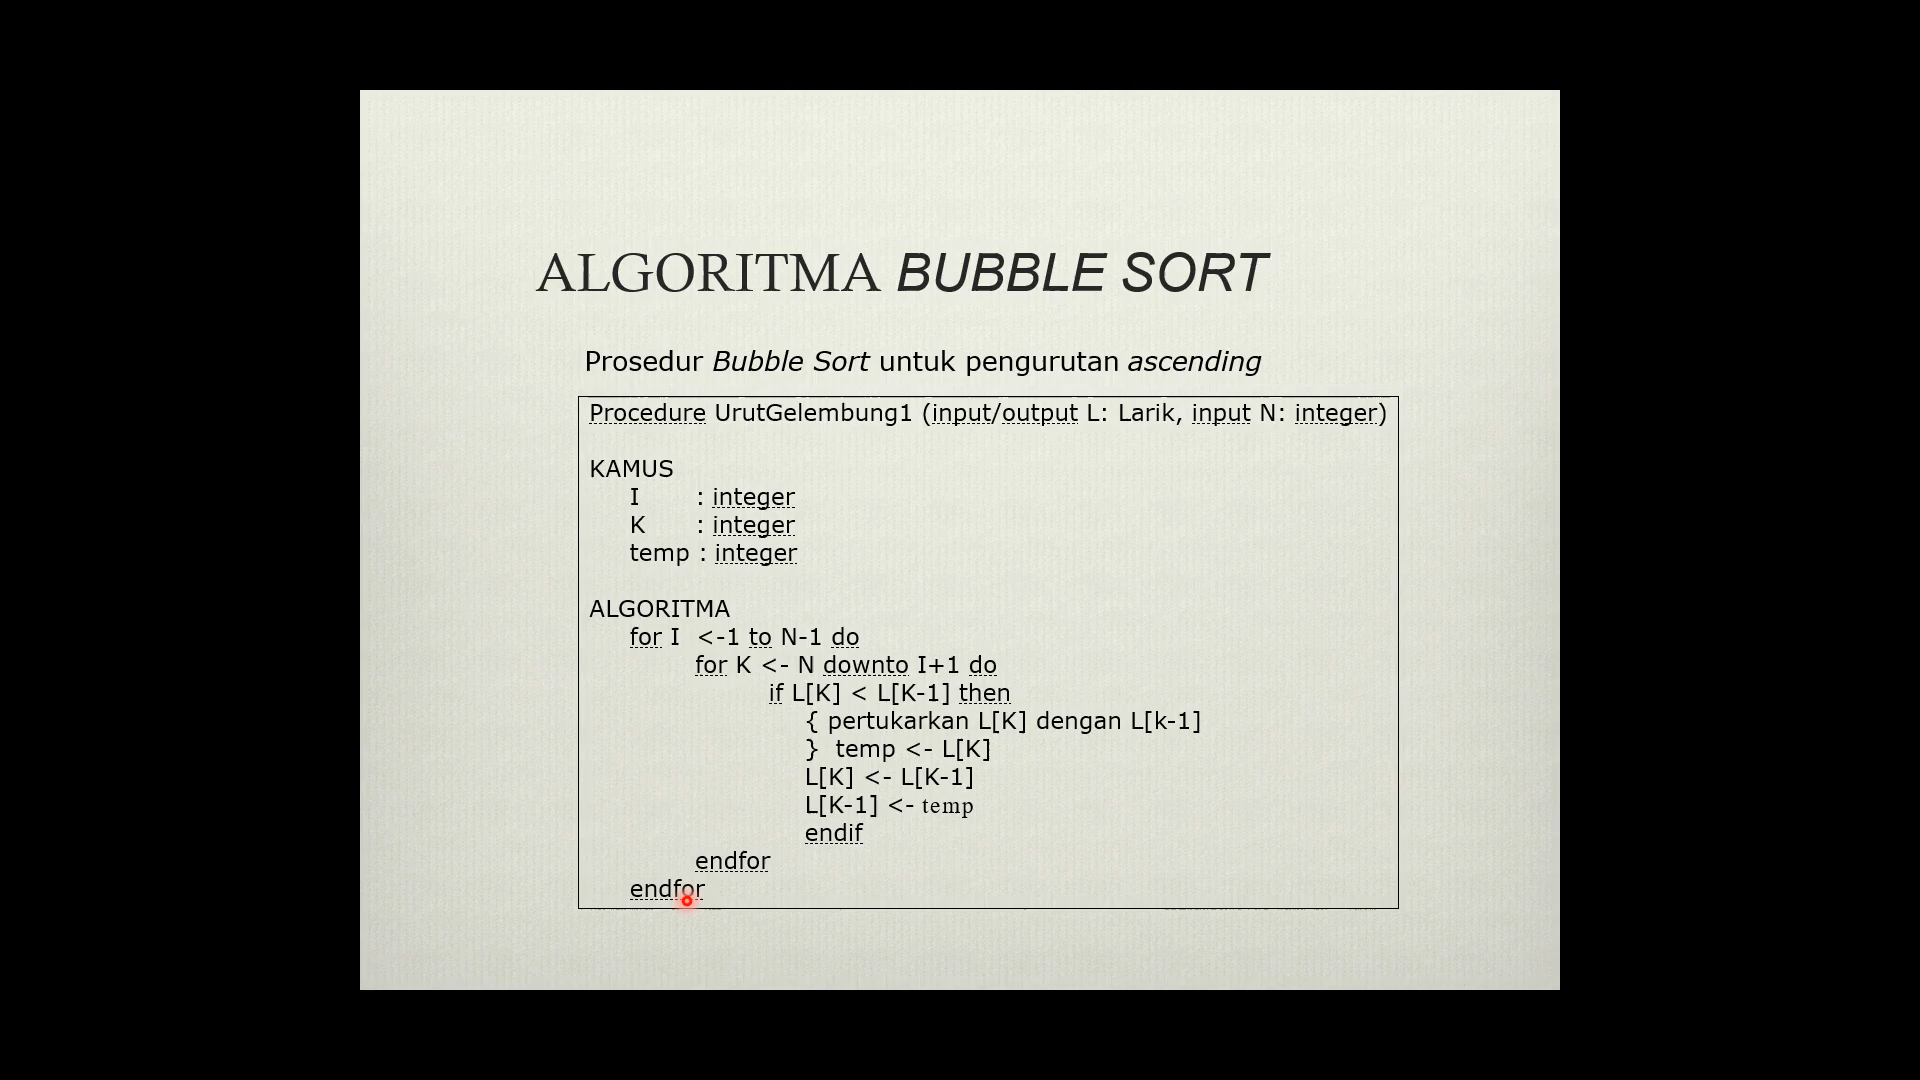 ALGORITMA BUBBLE SORT
Prosedur Bubble Sort untuk pengurutan ascending
Procedure UrutGelembung1 (input/output L: Larik, input N: integer)
KAMUS
I : integer
K : integer
temp : integer
ALGORITMA
for I <-1 to N-1 do
for K <- N downto I+1 do
if L[K] < L[K-1] then
{ pertukarkan L[K] dengan L[k-1]
} temp <- L[K]
L[K] <- L[K-1]
L[K-1] <- temp
endif
endfor
endfor